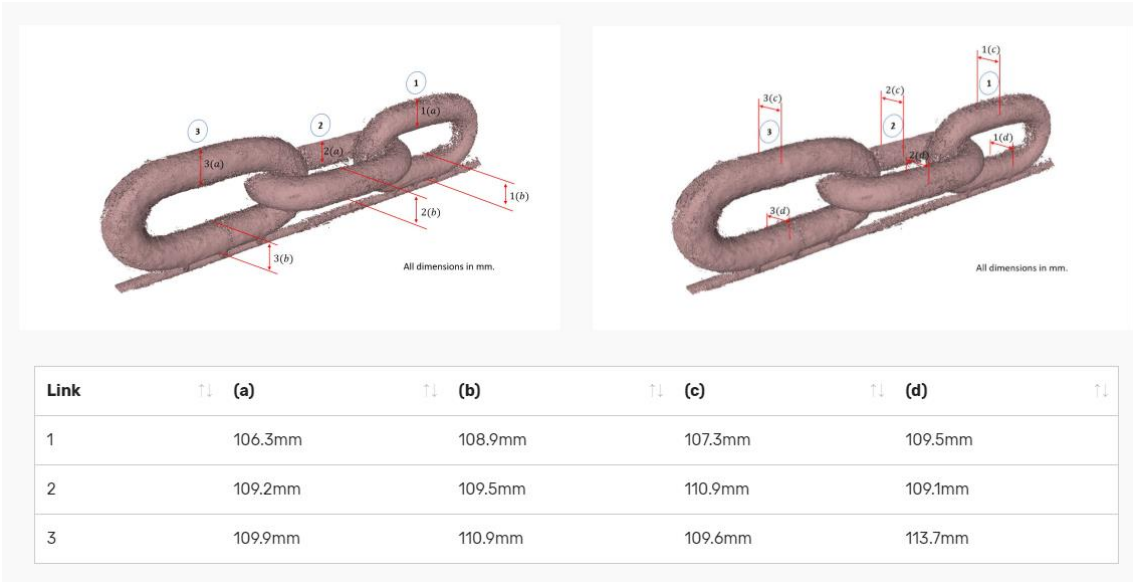 1
2
3
1(a)
2(a)
3(a)
1(b)
2(b)
3(b)
All dimensions in mm.
1(c)
2(c)
3(c)
1
2
3
1(d)
2(d)
3(d)
All dimensions in mm.
Link (a) (b) (c) (d)
1 106.3mm 108.9mm 107.3mm 109.5mm
2 109.2mm 109.5mm 110.9mm 109.1mm
3 109.9mm 110.9mm 109.6mm 113.7mm